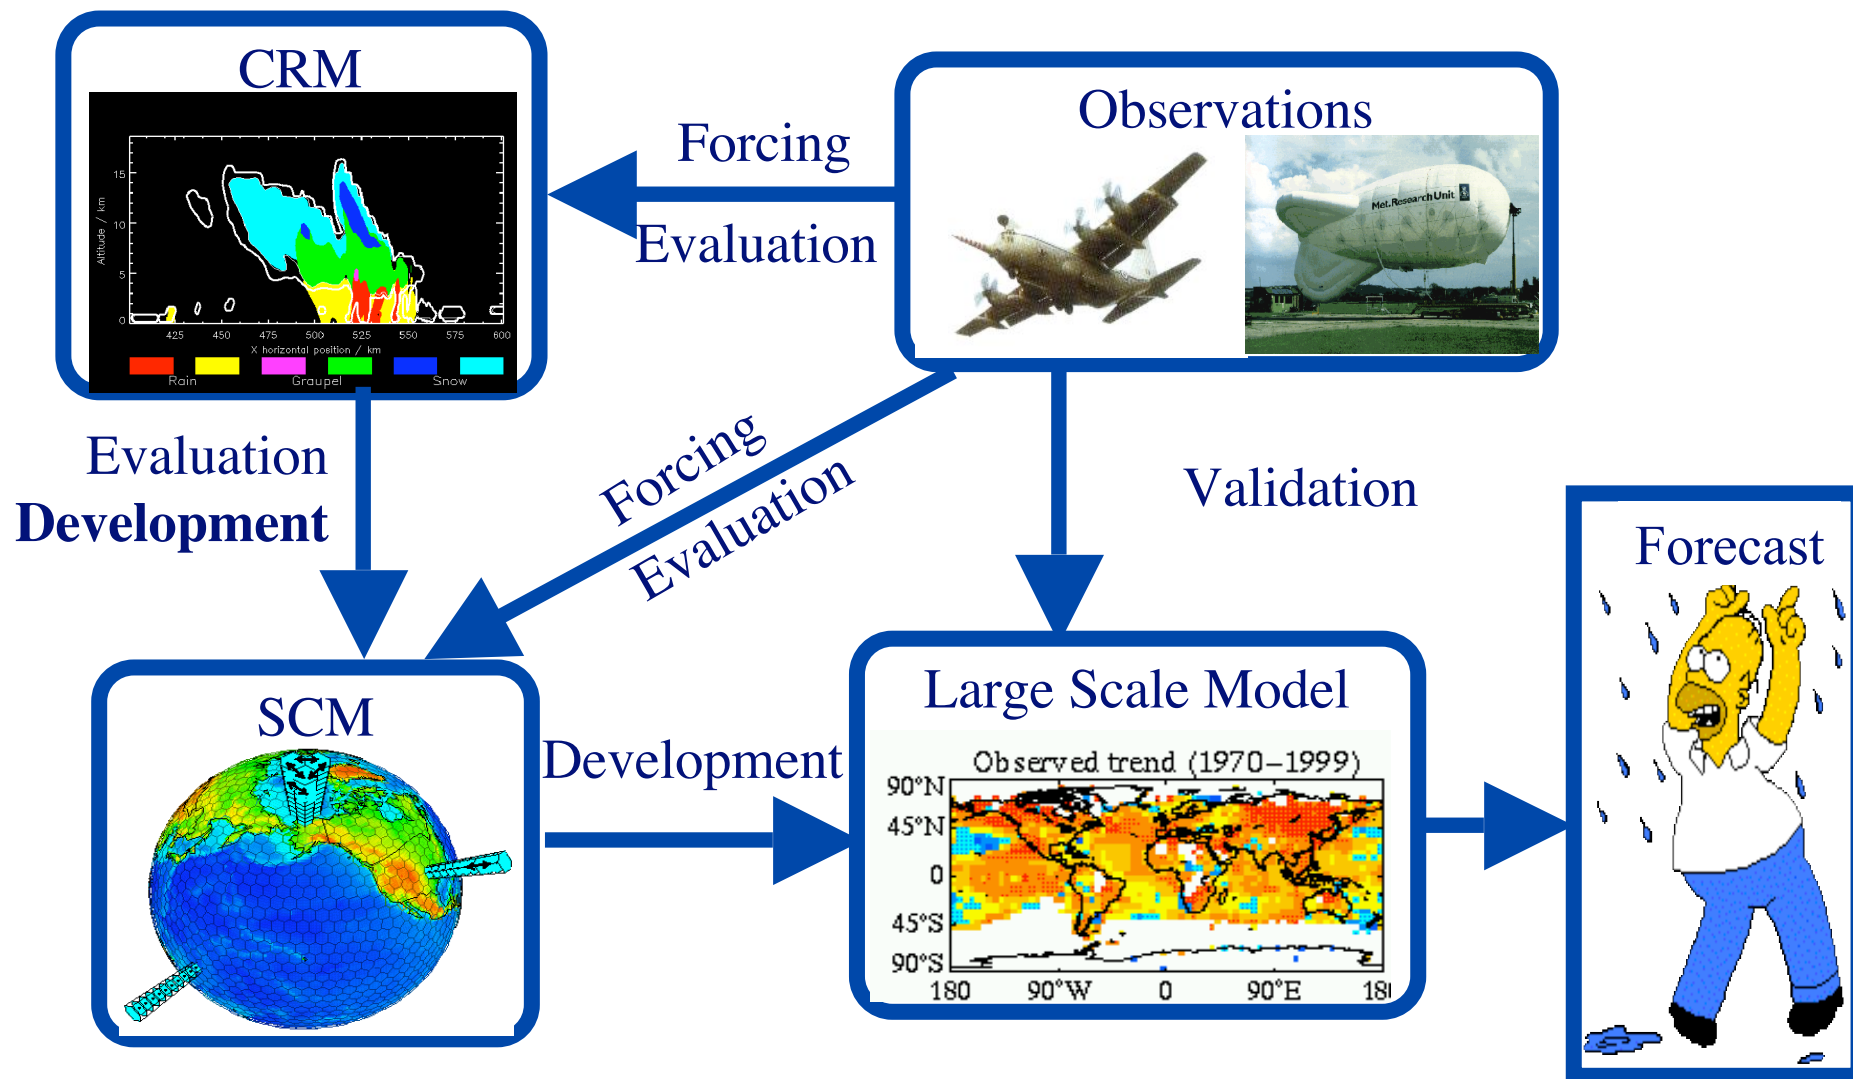 CRM
Altitude / km
15
10
5
0
425 450 475 500 525 550 575 600
X horizontal position / km
Rain Graupel Snow
Forcing
Evaluation
Observations
Met.Research Unit
Evaluation
Development
Forcing
Evaluation
Validation
Forecast
SCM
Development
Large Scale Model
Observed trend (1970–1999)
90°N
45°N
0
45°S
90°S
180 90°W 0 90°E 18